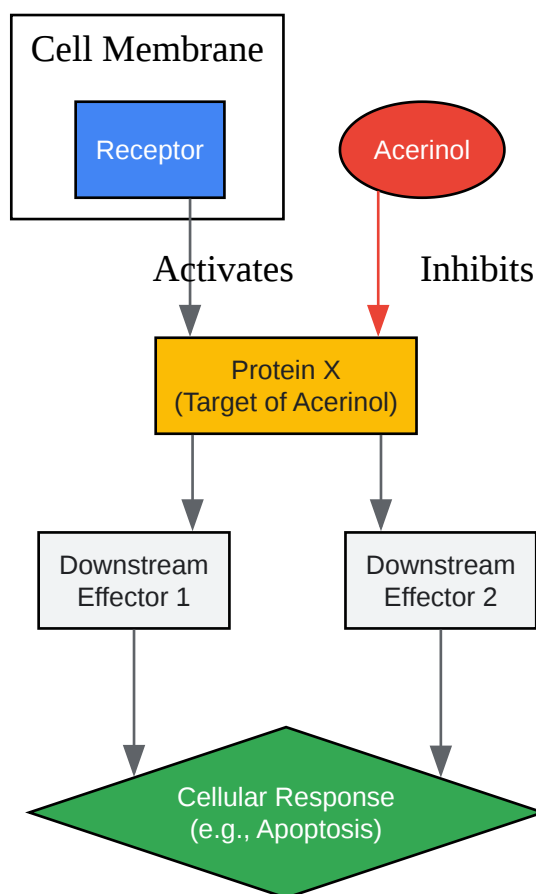 Cell Membrane
Receptor
Acerinol
Activates
Inhibits
Protein X
(Target of Acerinol)
Downstream
Effector 1
Downstream
Effector 2
Cellular Response
(e.g., Apoptosis)